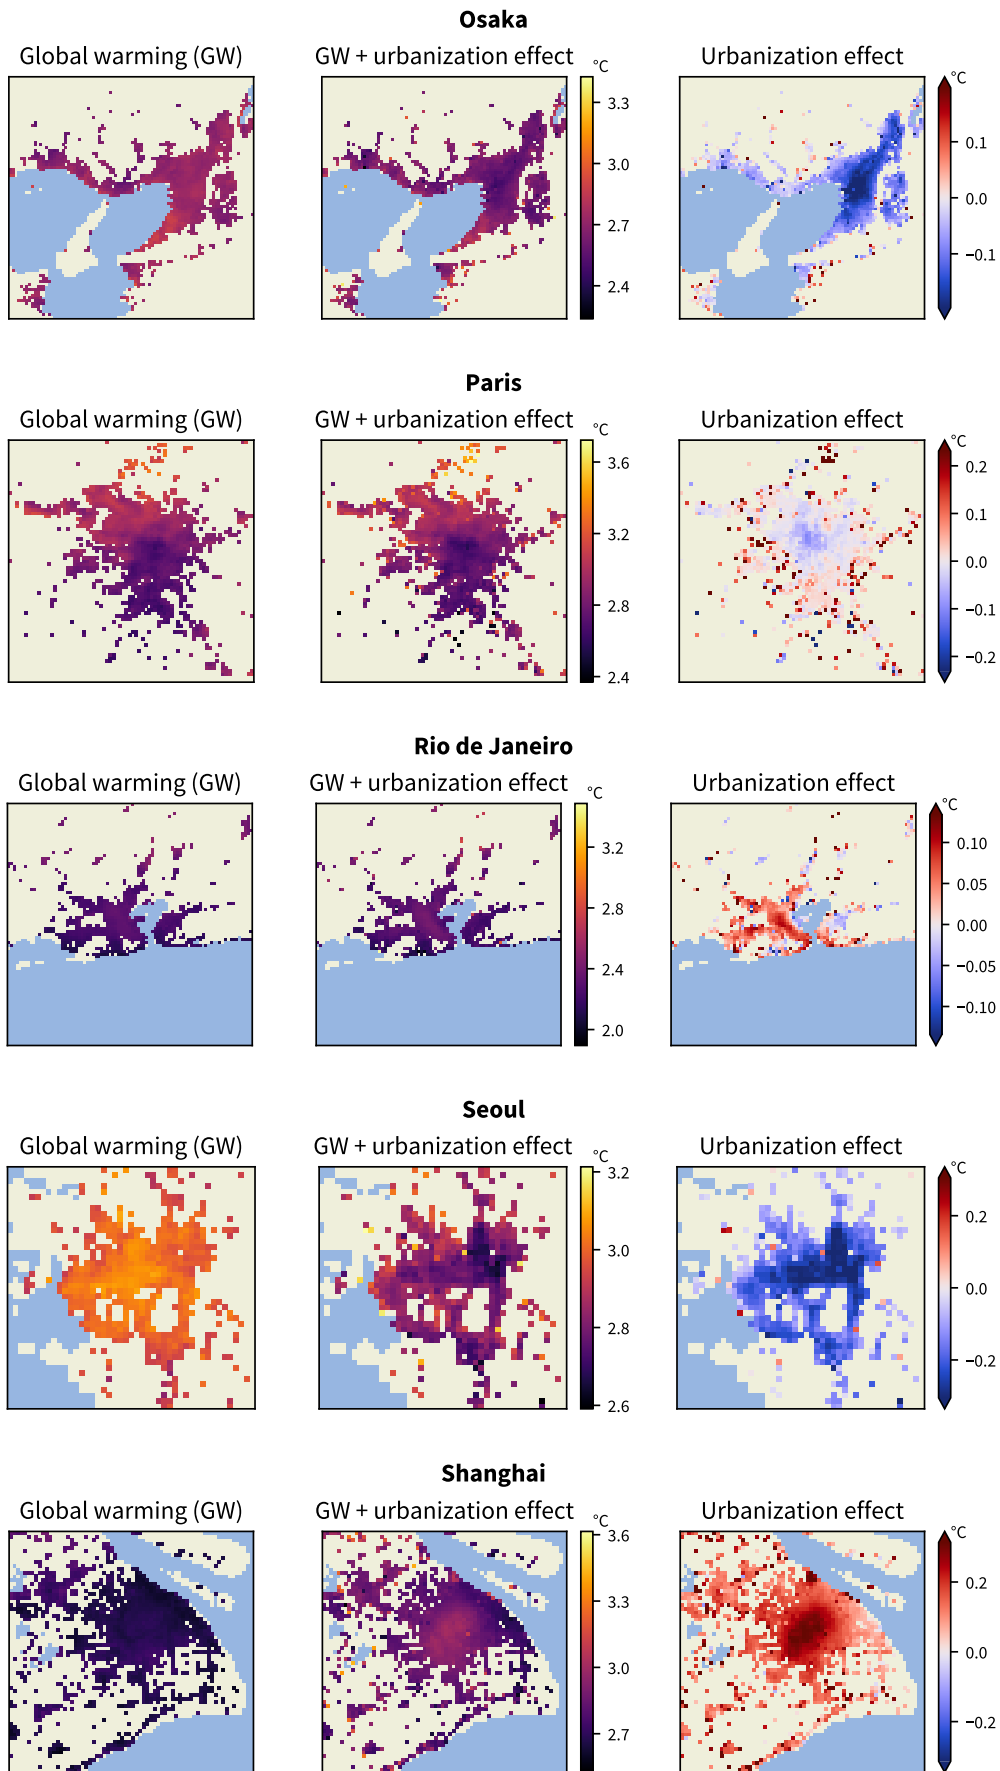 Osaka
Global warming (GW)
GW + urbanization effect
Urbanization effect
°C
°C
3.3
3.0
2.7
2.4
0.1
0.0
−0.1
Paris
Global warming (GW)
GW + urbanization effect
Urbanization effect
°C
°C
3.6
3.2
2.8
2.4
0.2
0.1
0.0
−0.1
−0.2
Rio de Janeiro
Global warming (GW)
GW + urbanization effect
Urbanization effect
°C
°C
3.2
2.8
2.4
2.0
0.10
0.05
0.00
−0.05
−0.10
Seoul
Global warming (GW)
GW + urbanization effect
Urbanization effect
°C
°C
3.2
3.0
2.8
2.6
0.2
0.0
−0.2
Shanghai
Global warming (GW)
GW + urbanization effect
Urbanization effect
°C
°C
3.6
3.3
3.0
2.7
0.2
0.0
−0.2